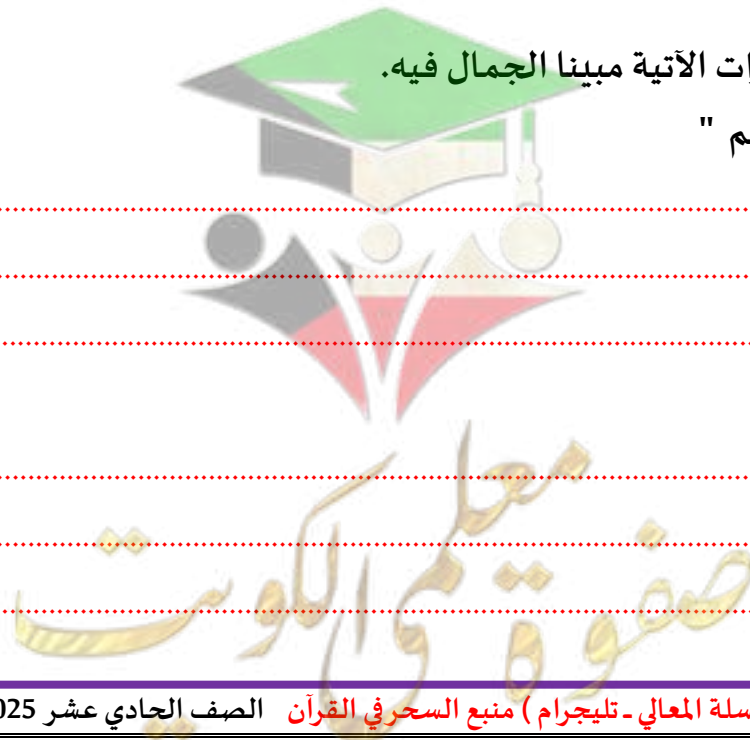 ات الآتية مبينا الجمال فيه.
م "
صفوة معلمي الكويت
سلة المعالي ـ تليجرام ) منبع السحر في القرآن الصف الحادي عشر 025